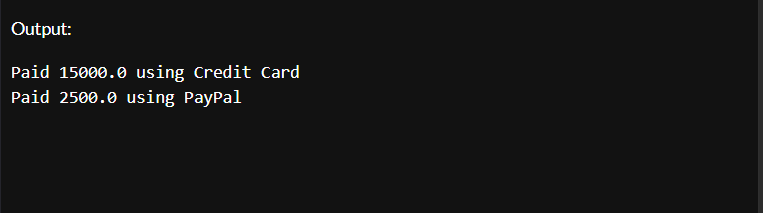 Output:
Paid 15000.0 using Credit Card
Paid 2500.0 using PayPal